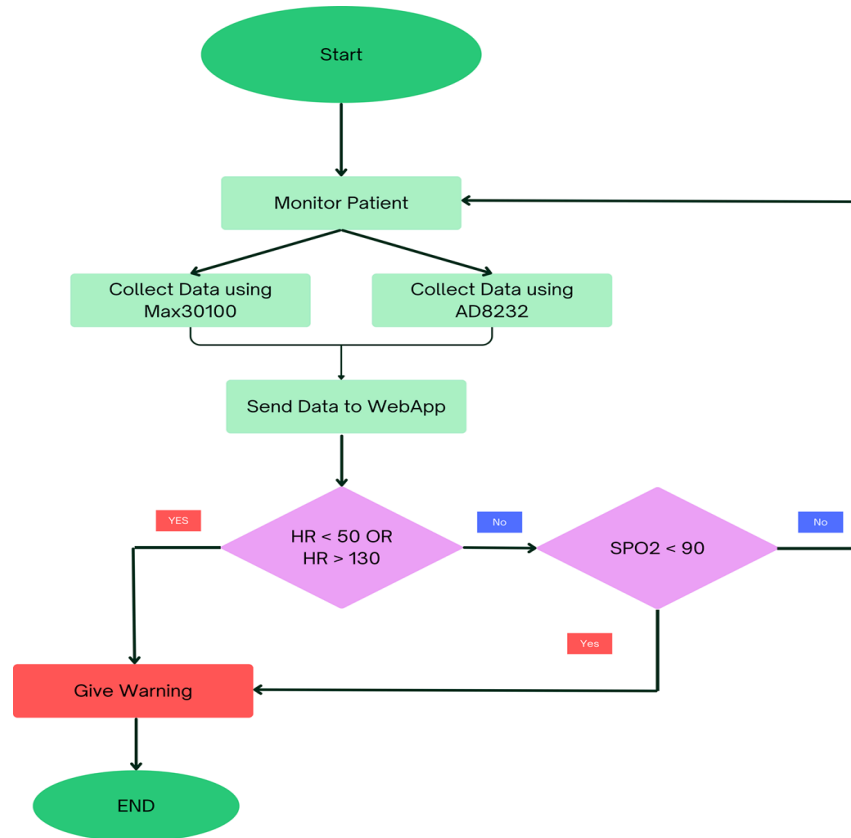 Start
Monitor Patient
Collect Data using
Max30100
Collect Data using
AD8232
Send Data to WebApp
YES
HR < 50 OR
HR > 130
No
SPO2 < 90
No
Yes
Give Warning
END